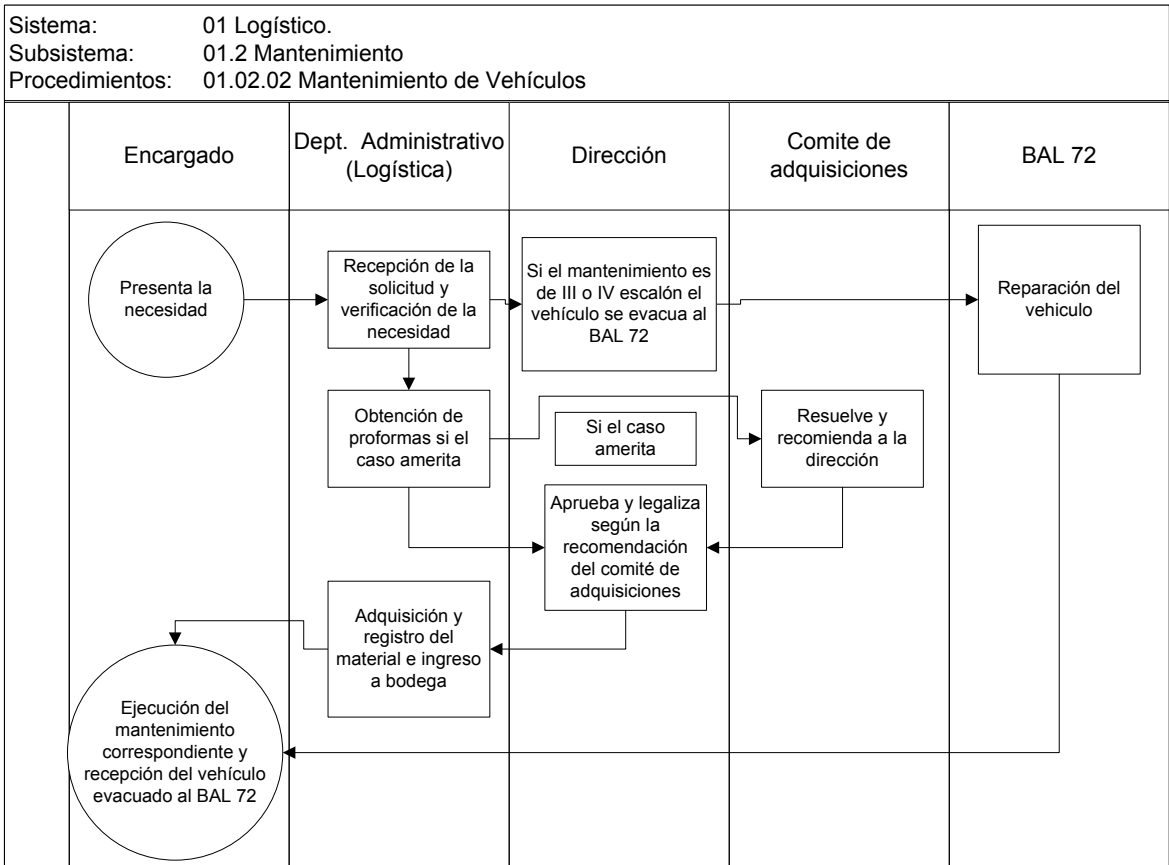 Sistema: 01 Logístico.
Subsistema: 01.2 Mantenimiento
Procedimientos: 01.02.02 Mantenimiento de Vehículos
Encargado
Dept. Administrativo
(Logística)
Dirección
Comite de
adquisiciones
BAL 72
Presenta la
necesidad
Recepción de la
solicitud y
verificación de la
necesidad
Si el mantenimiento es
de III o IV escalón el
vehículo se evacua al
BAL 72
Reparación del
vehiculo
Obtención de
proformas si el
caso amerita
Si el caso
amerita
Resuelve y
recomienda a la
dirección
Aprueba y legaliza
según la
recomendación
del comité de
adquisiciones
Adquisición y
registro del
material e ingreso
a bodega
Ejecución del
mantenimiento
correspondiente y
recepción del vehículo
evacuado al BAL 72